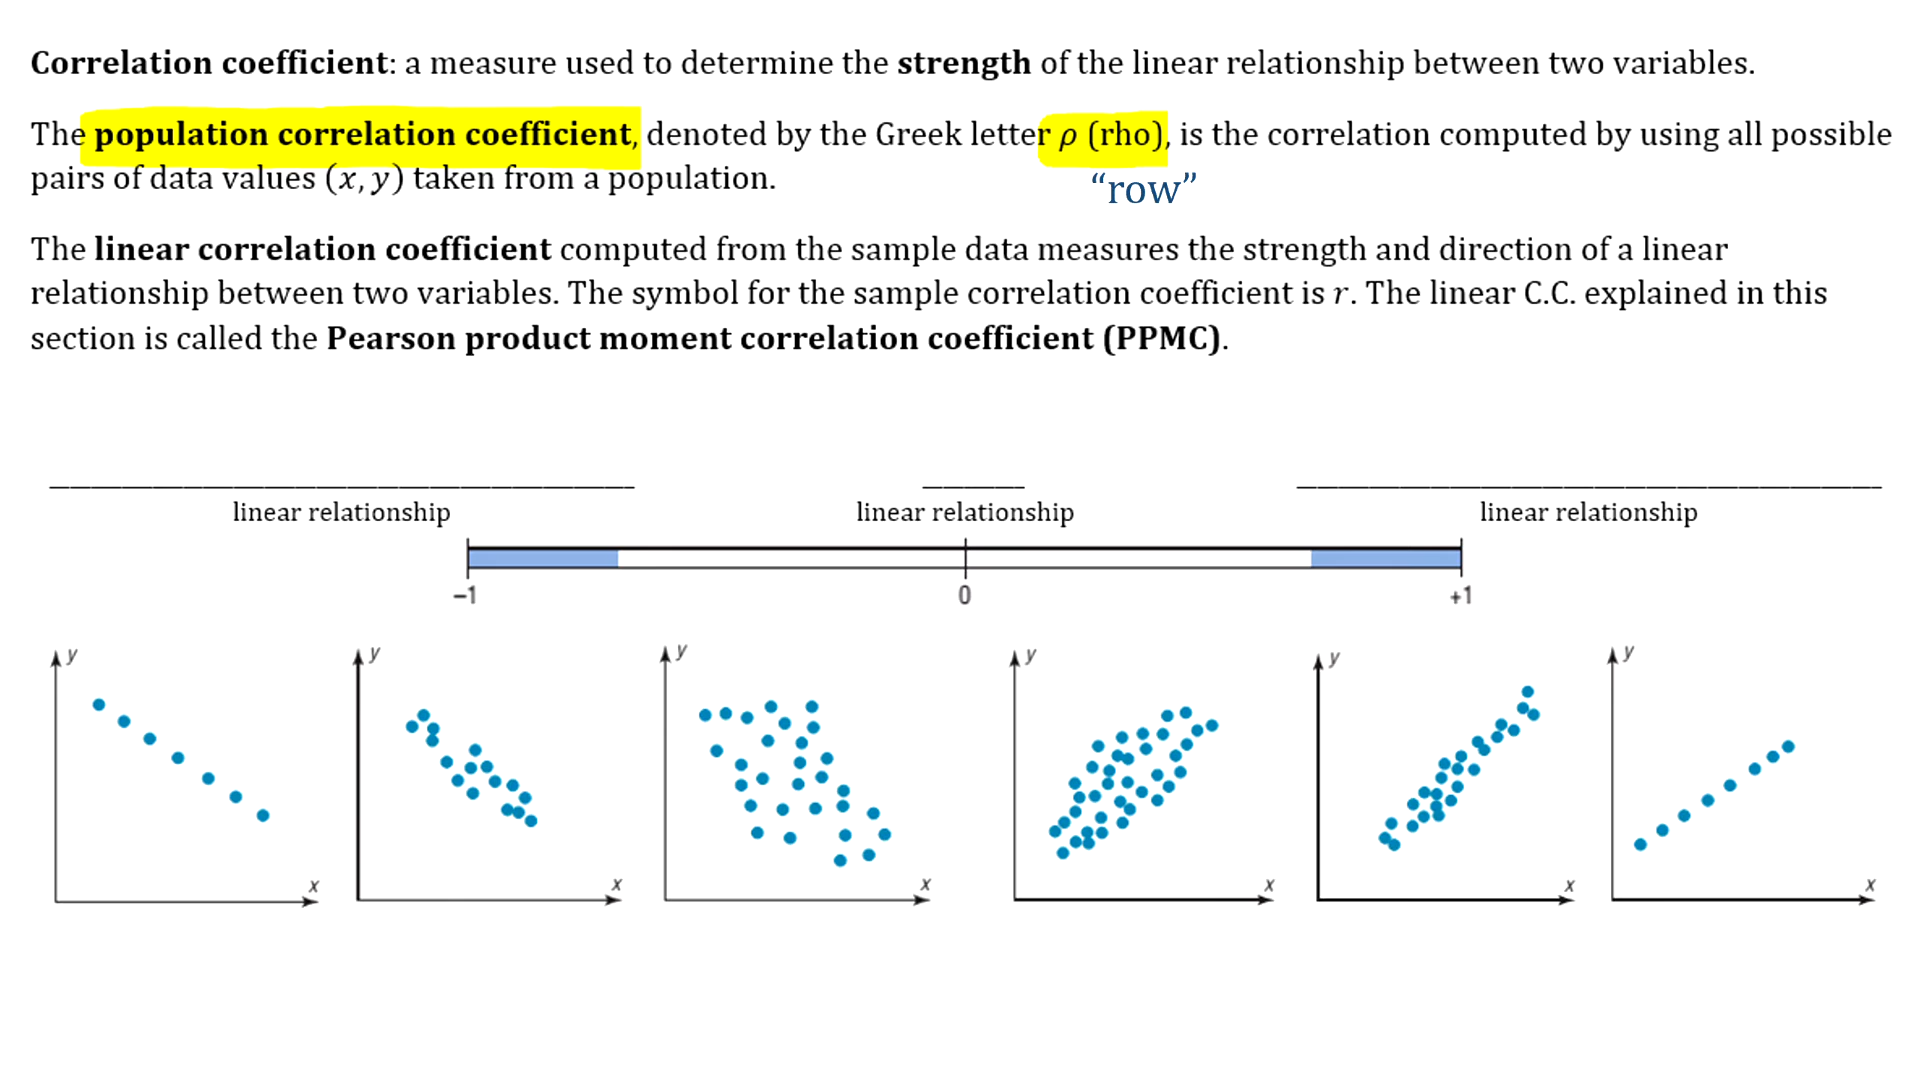 Correlation coefficient: a measure used to determine the strength of the linear relationship between two variables.
The population correlation coefficient, denoted by the Greek letter ρ (rho), is the correlation computed by using all possible
pairs of data values (x, y) taken from a population.
“row”
The linear correlation coefficient computed from the sample data measures the strength and direction of a linear
relationship between two variables. The symbol for the sample correlation coefficient is r. The linear C.C. explained in this
section is called the Pearson product moment correlation coefficient (PPMC).
linear relationship
linear relationship
linear relationship
−1
0
+1
y
x
y
x
y
x
y
x
y
x
y
x